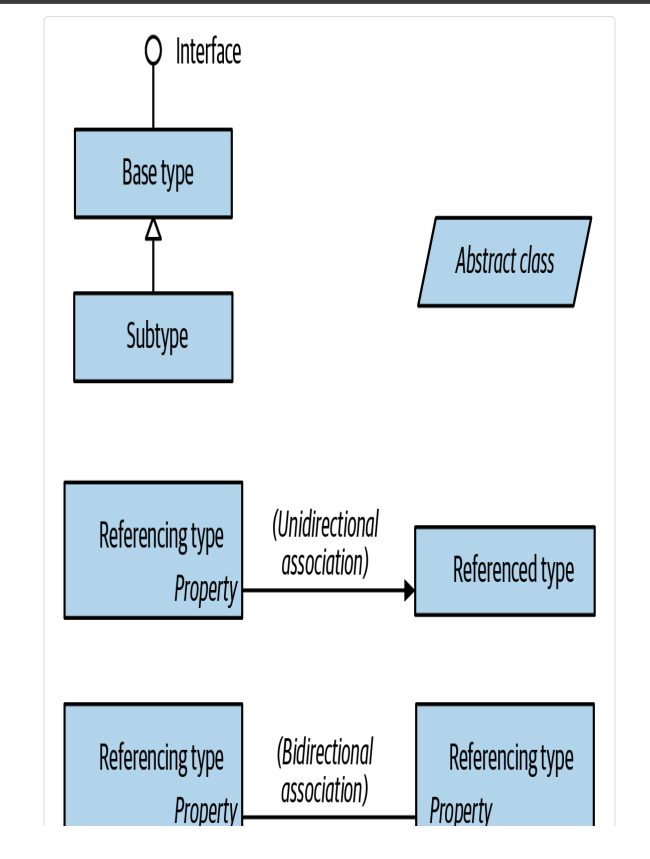 Interface
Base type
Abstract class
Subtype
(Unidirectional
association)
Referencing type
Property
Referenced type
(Bidirectional
association)
Referencing type
Property
Referencing type
Property